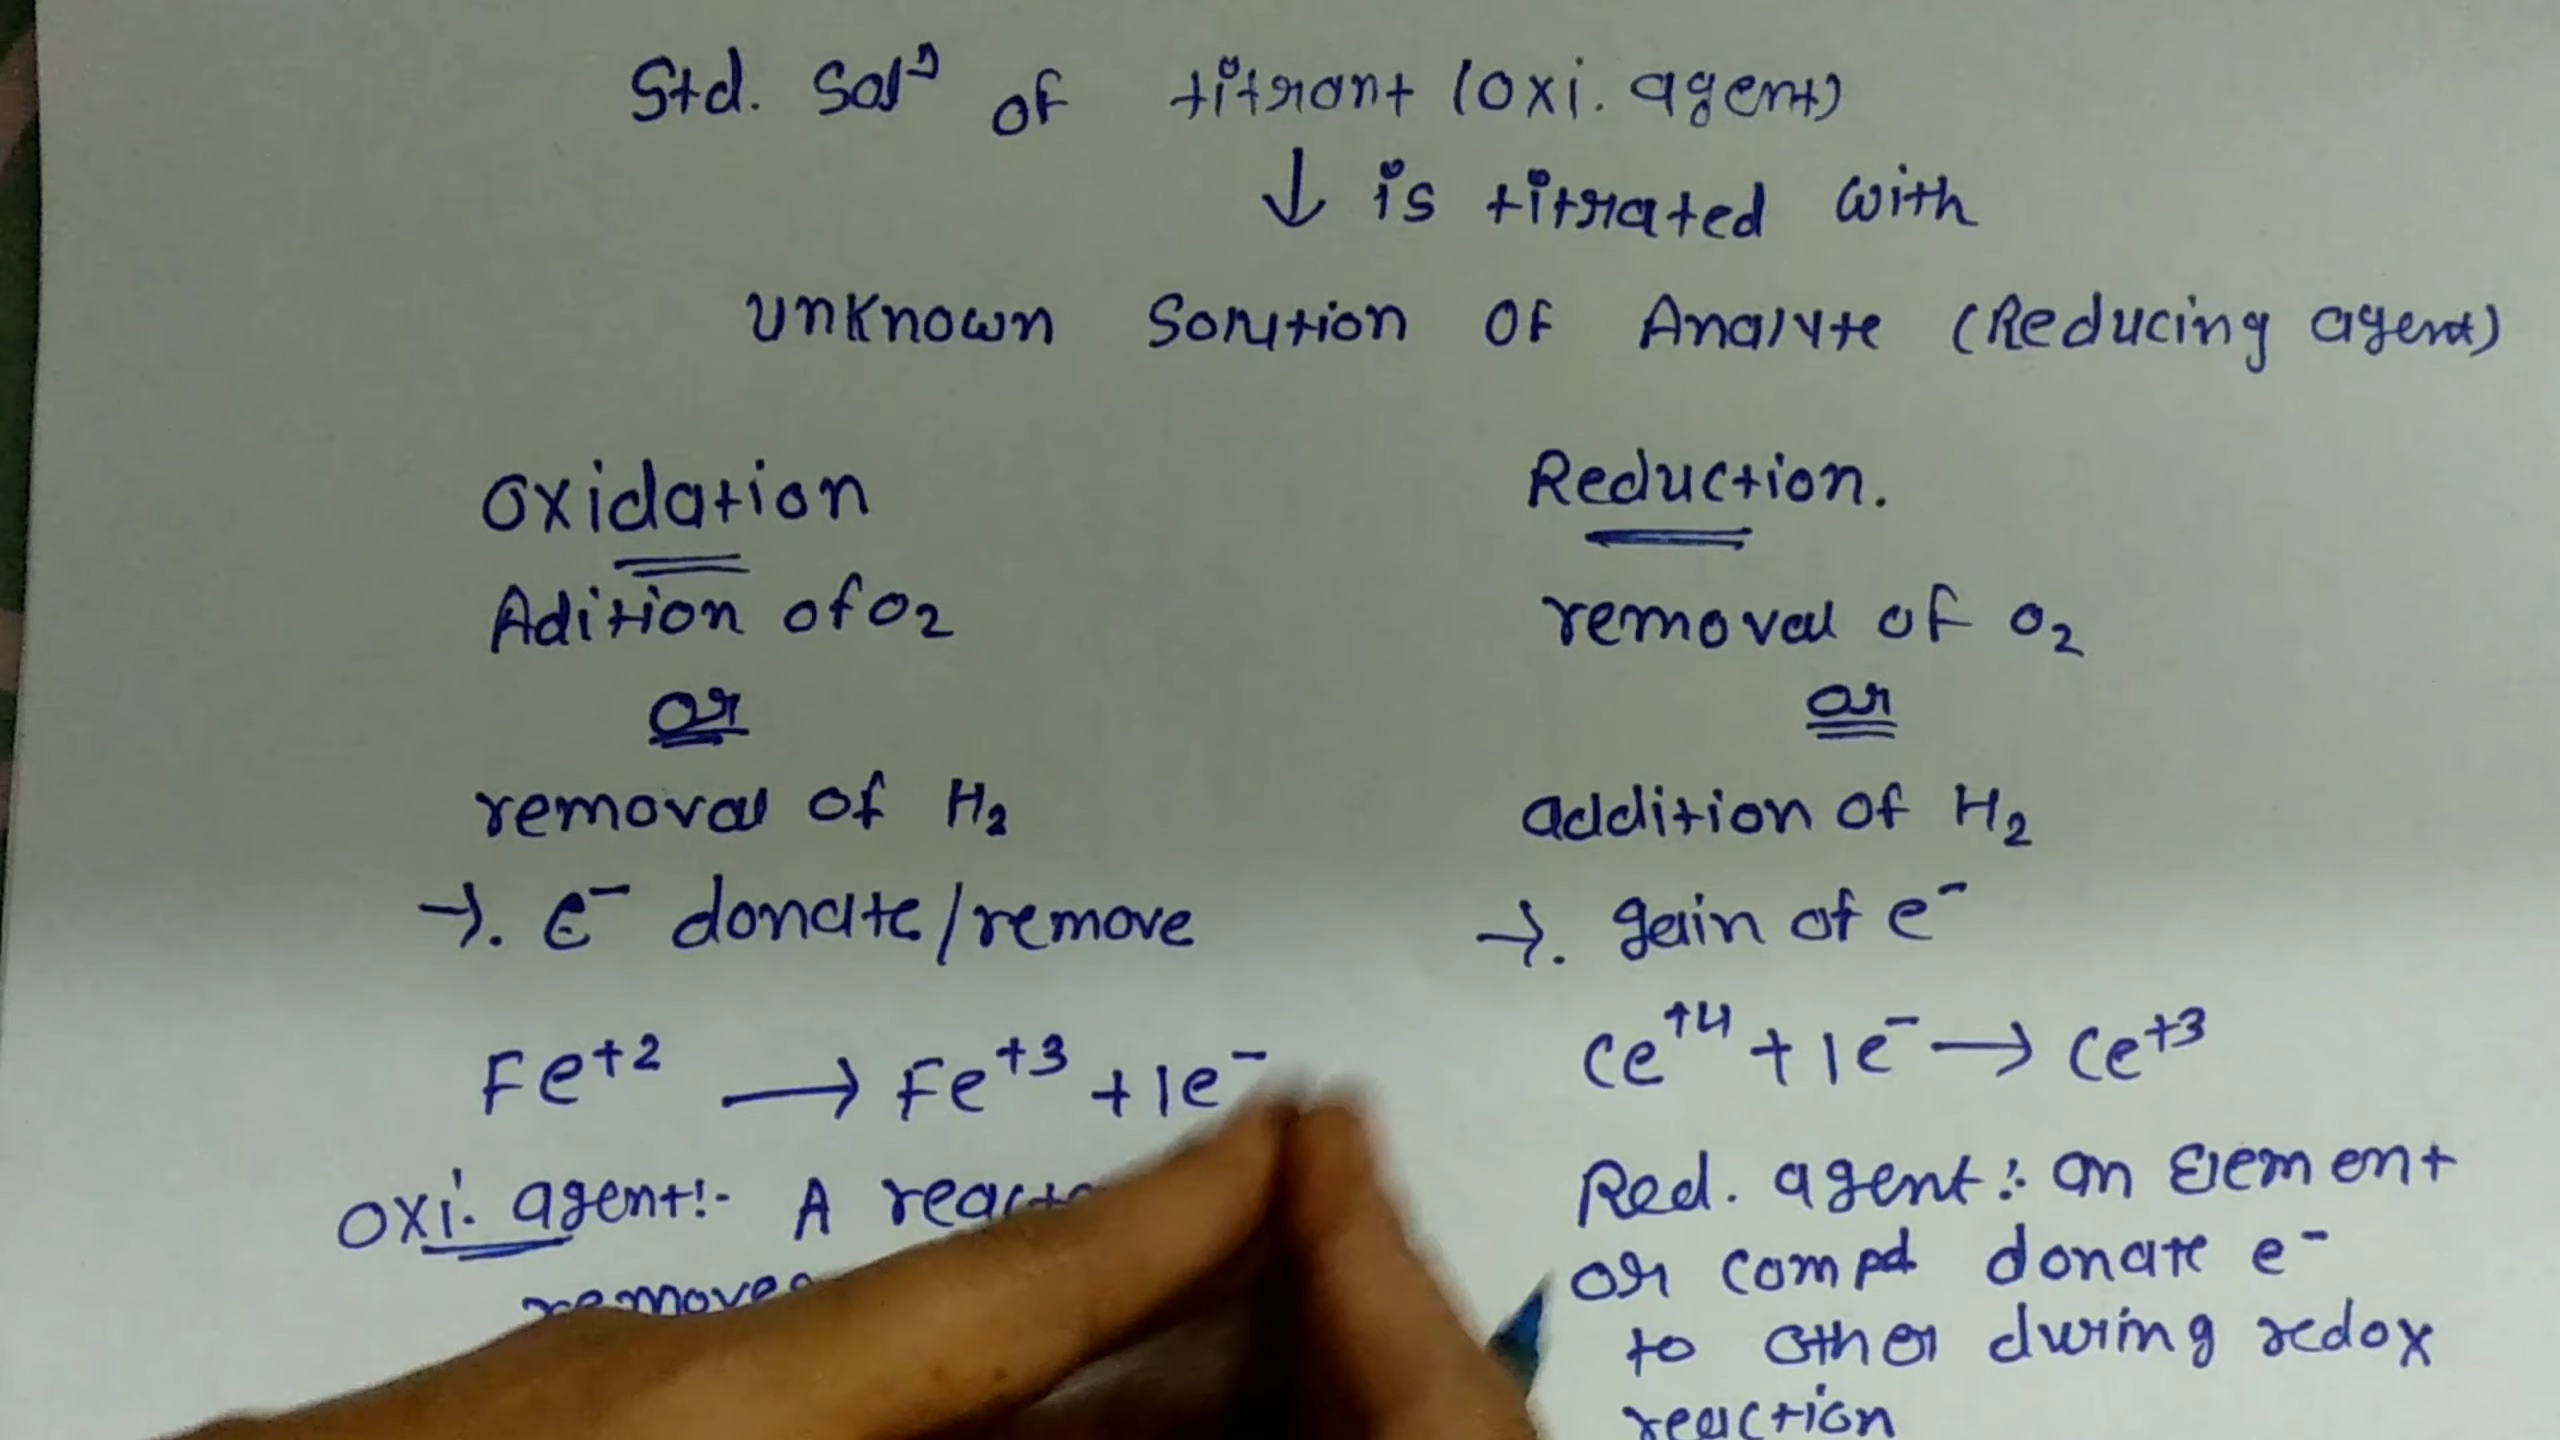 Std. Sol⁽ⁿ⁾ of titrant (oxi. agent)
↓ is titrated with
unknown Solution OF Analyte (Reducing agent)
Oxidation
Adition of O₂
or
removal of H₂
→. e⁻ donate/remove
Fe⁺² → Fe⁺³ + 1e⁻
Oxi. agent:- A
removes
Reduction.
removal of O₂
or
addition of H₂
→. gain of e⁻
Ce⁺⁴ + 1e⁻ → Ce⁺³
Red. agent:- an Element
or compd donate e⁻
to other during redox
reaction